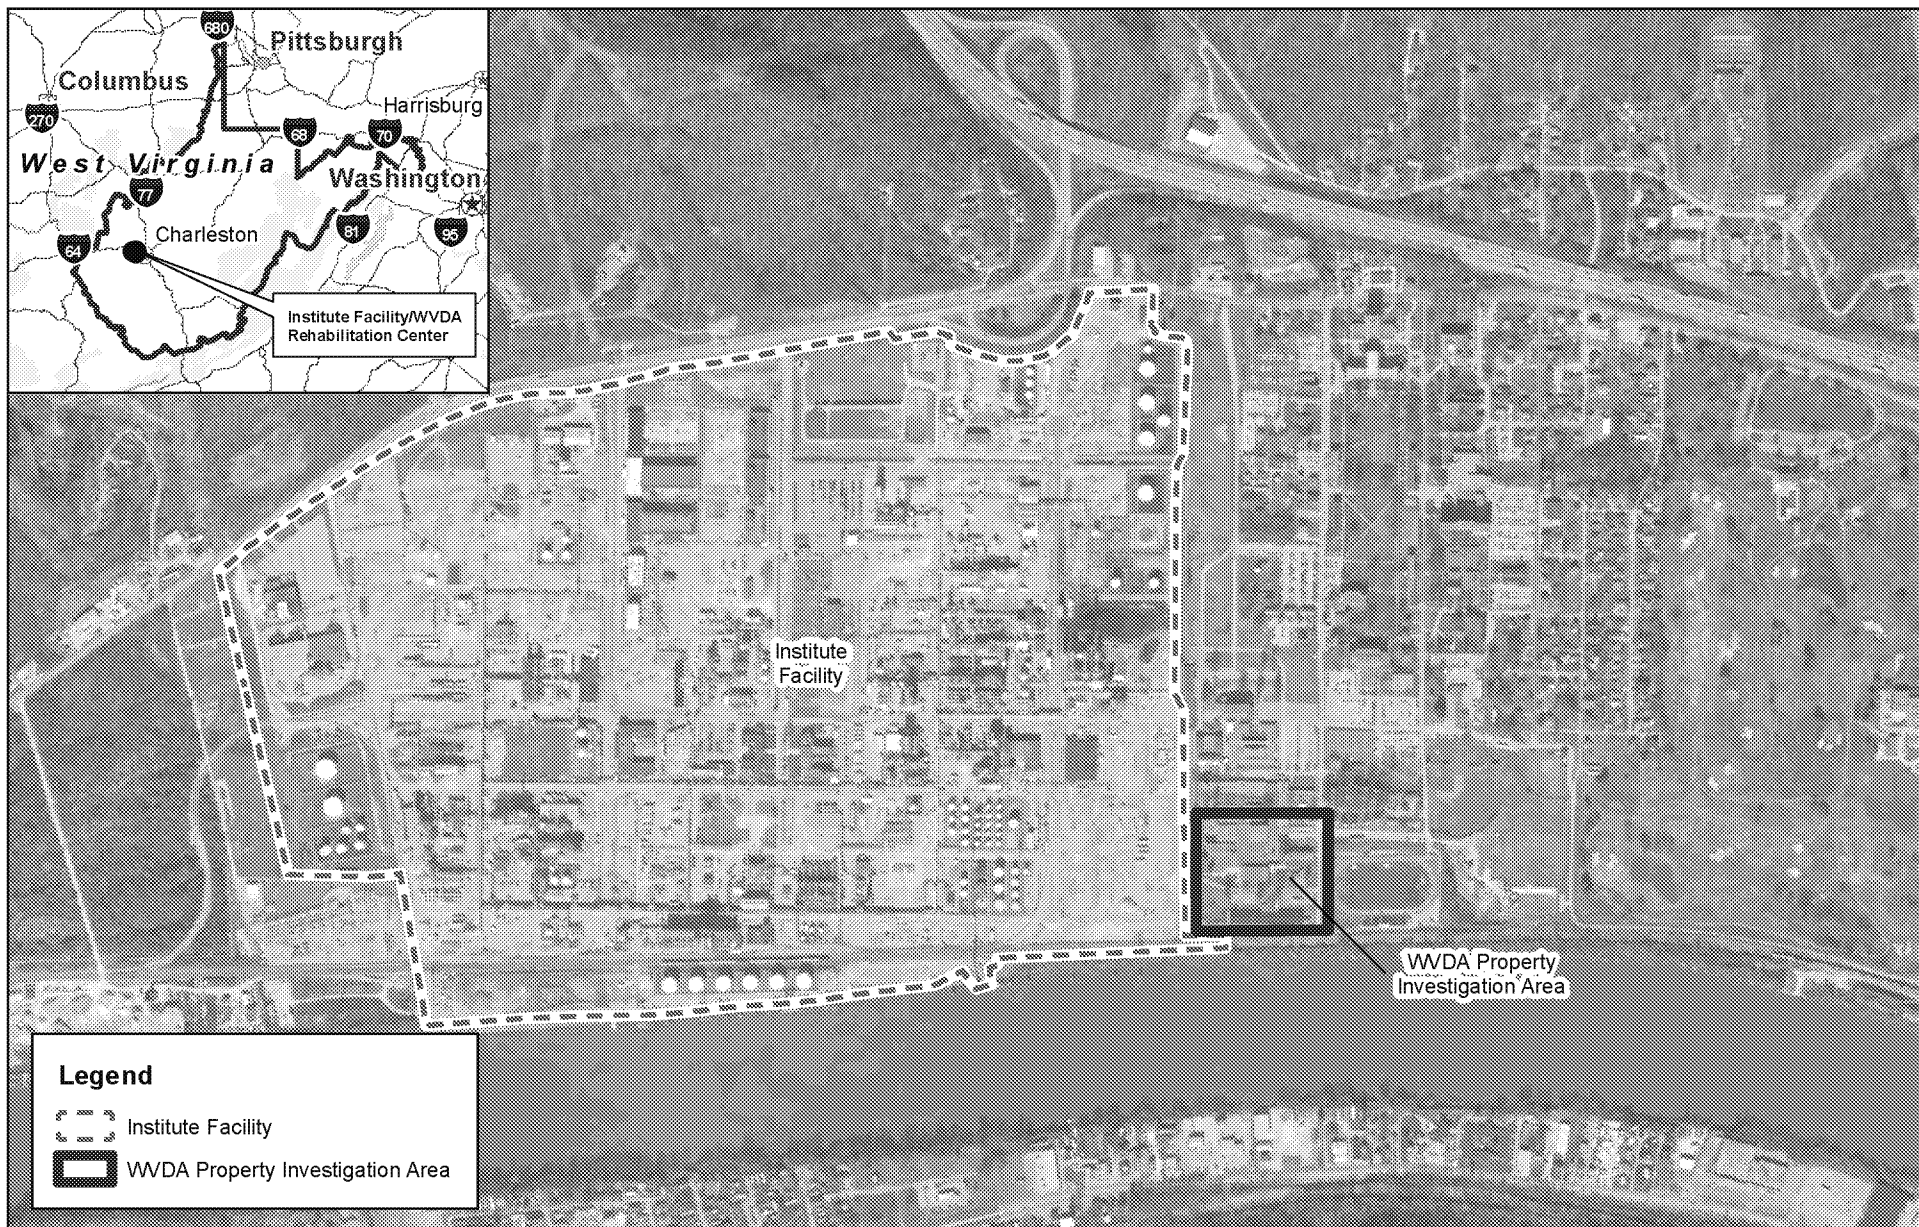 680
Pittsburgh
Columbus
Harrisburg
270
68
70
West Virginia
Washington
77
81
95
Charleston
64
Institute Facility/WVDA
Rehabilitation Center
Institute
Facility
WVDA Property
Investigation Area
Legend
Institute Facility
WVDA Property Investigation Area